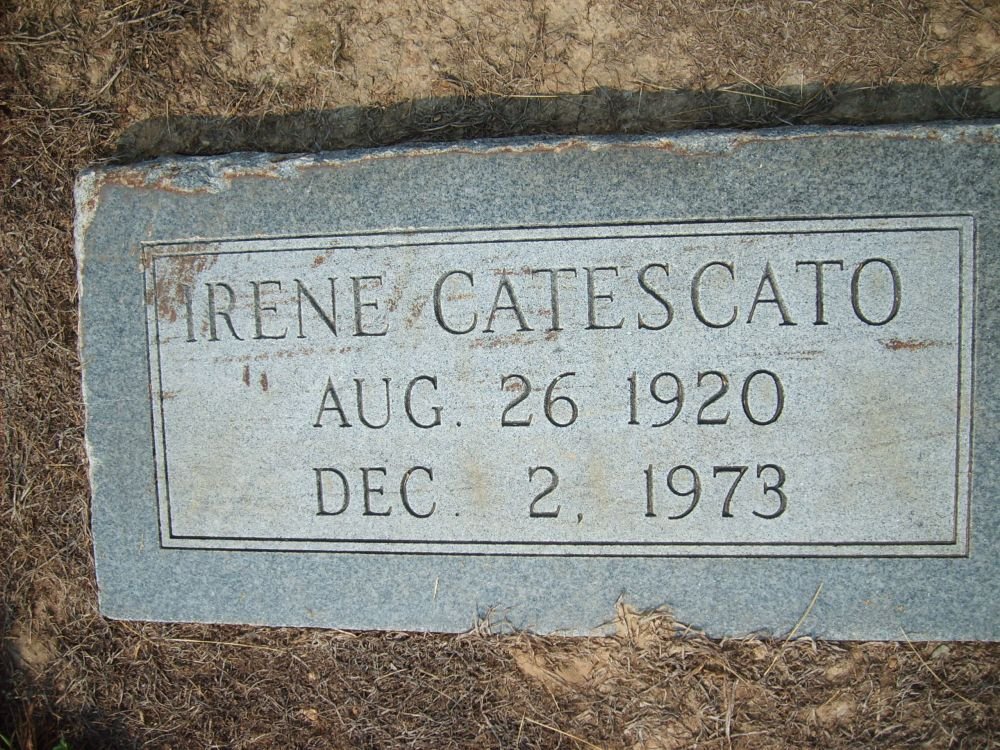 IRENE CATESCATO
AUG. 26 1920
DEC. 2, 1973